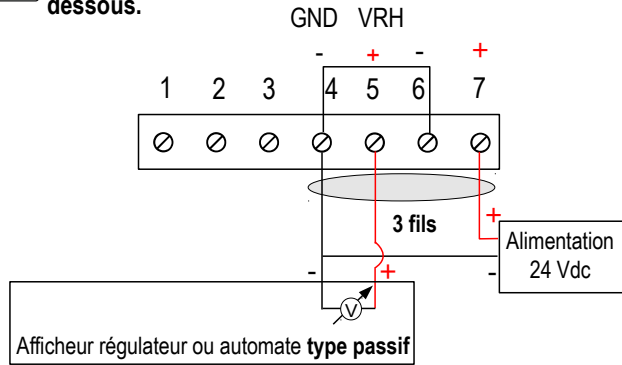 dessous.
GND VRH
- + - +
1 2 3 4 5 6 7
3 fils
+
Alimentation
24 Vdc
- + -
V
Afficheur régulateur ou automate type passif